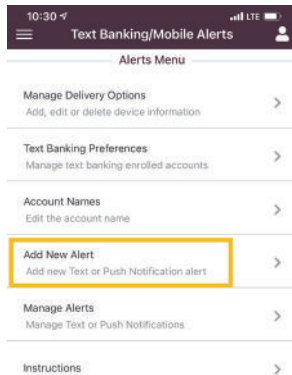 10:30 LTE
Text Banking/Mobile Alerts
Alerts Menu
Manage Delivery Options
Add, edit or delete device information
Text Banking Preferences
Manage text banking enrolled accounts
Account Names
Edit the account name
Add New Alert
Add new Text or Push Notification alert
Manage Alerts
Manage Text or Push Notifications
Instructions